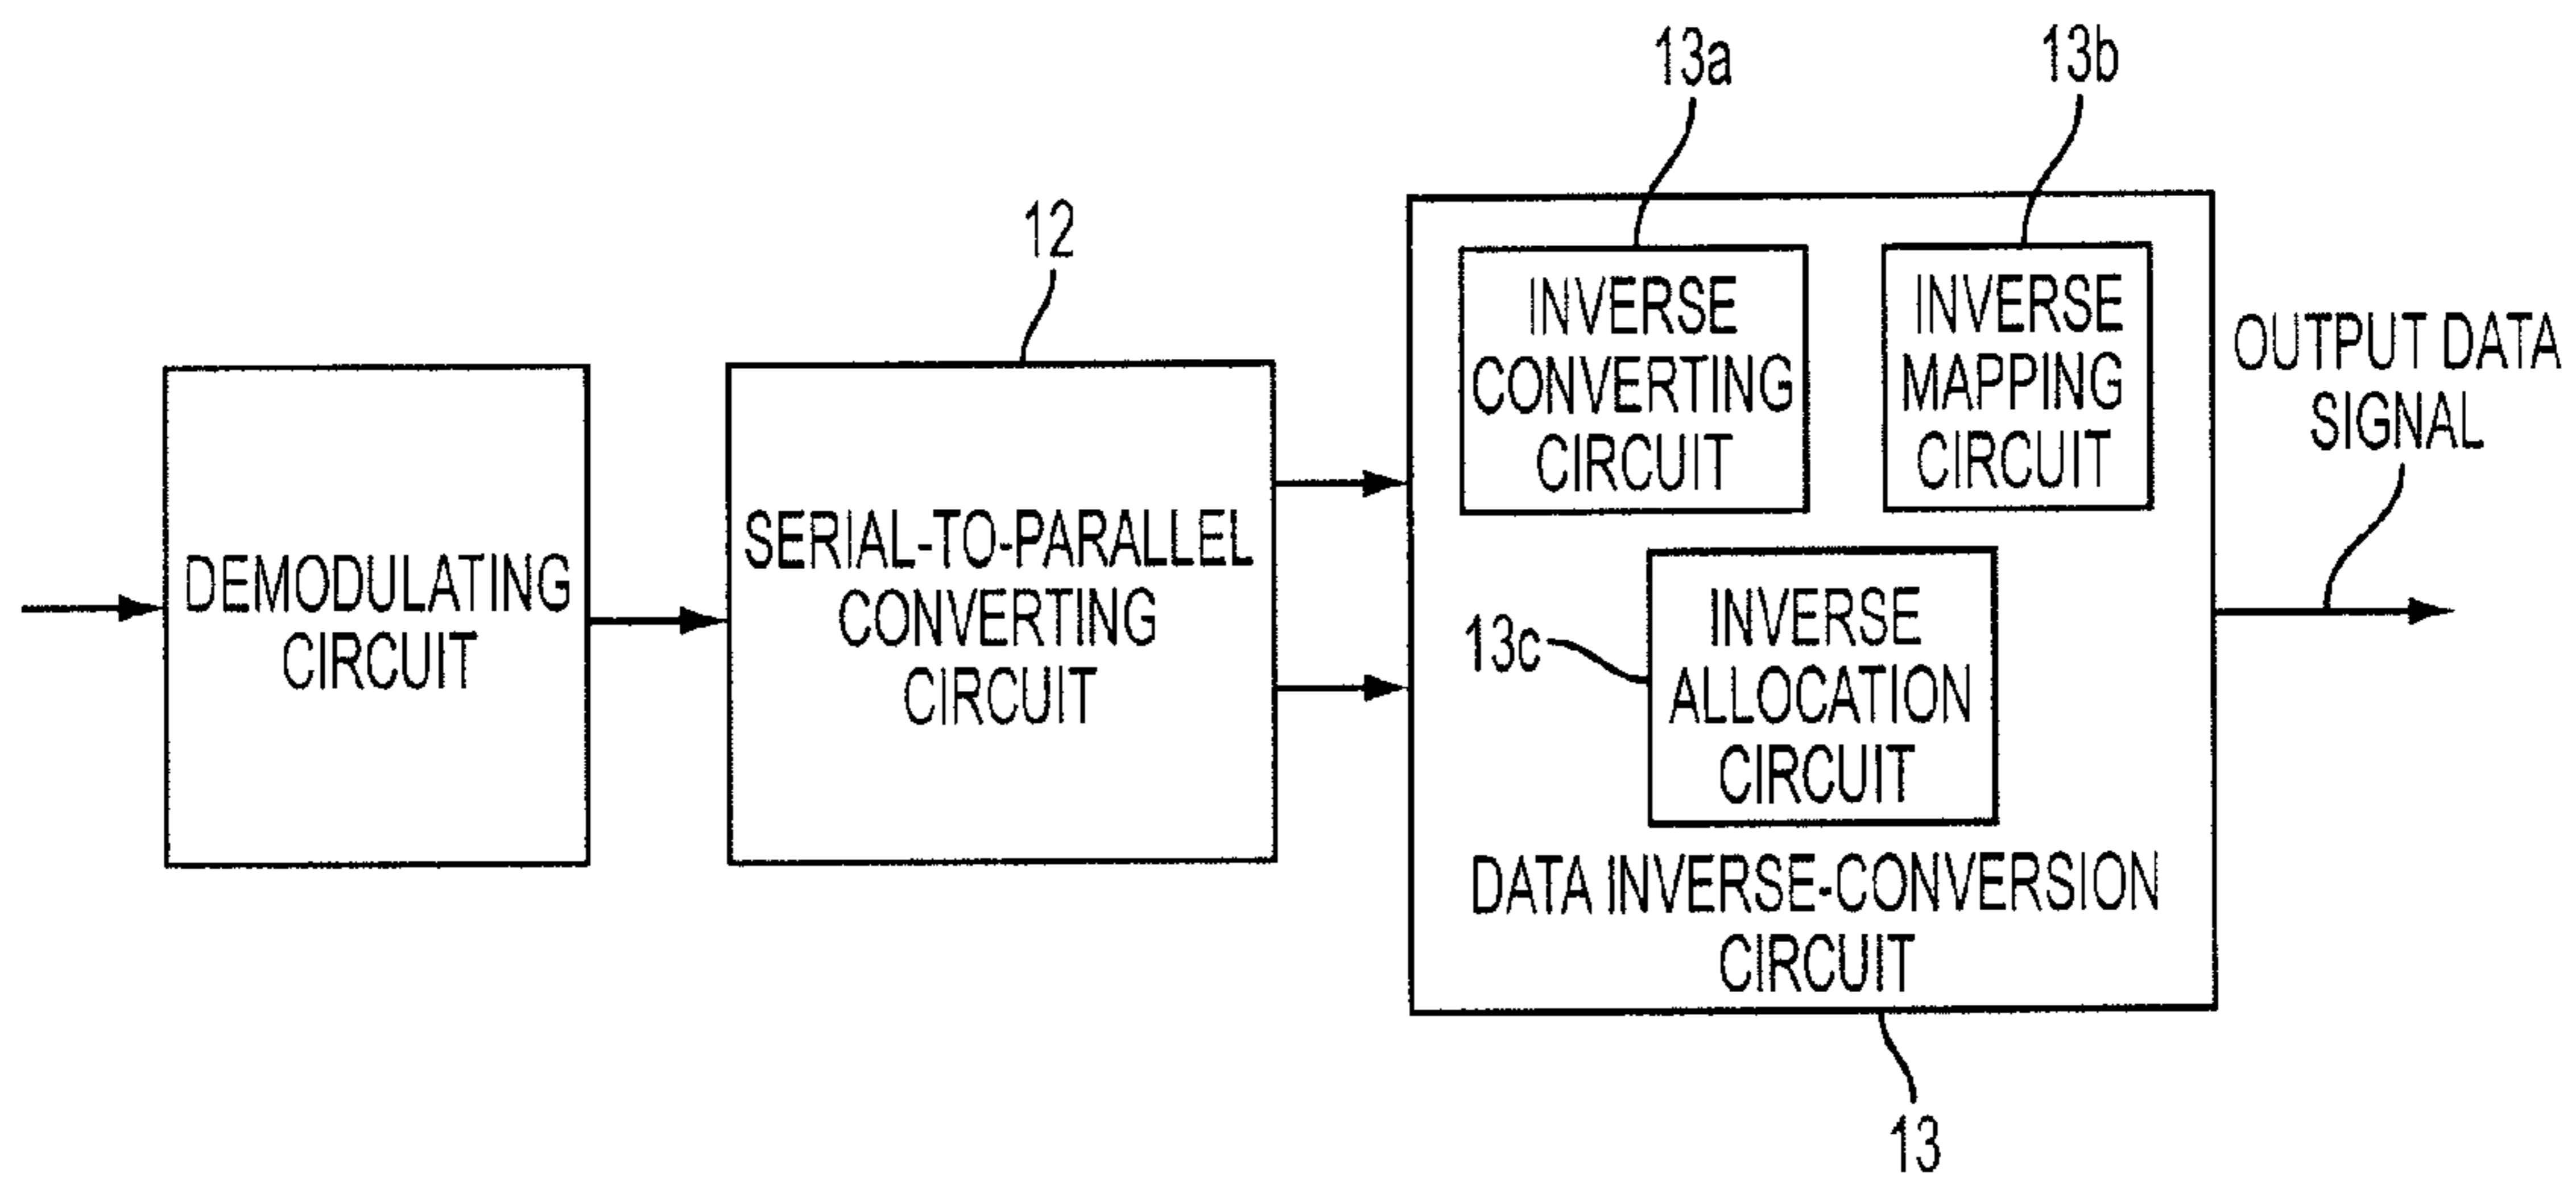 13a
13b
12
INVERSE
CONVERTING
CIRCUIT
INVERSE
MAPPING
CIRCUIT
OUTPUT DATA
SIGNAL
DEMODULATING
CIRCUIT
SERIAL-TO-PARALLEL
CONVERTING
CIRCUIT
13c
INVERSE
ALLOCATION
CIRCUIT
DATA INVERSE-CONVERSION
CIRCUIT
13